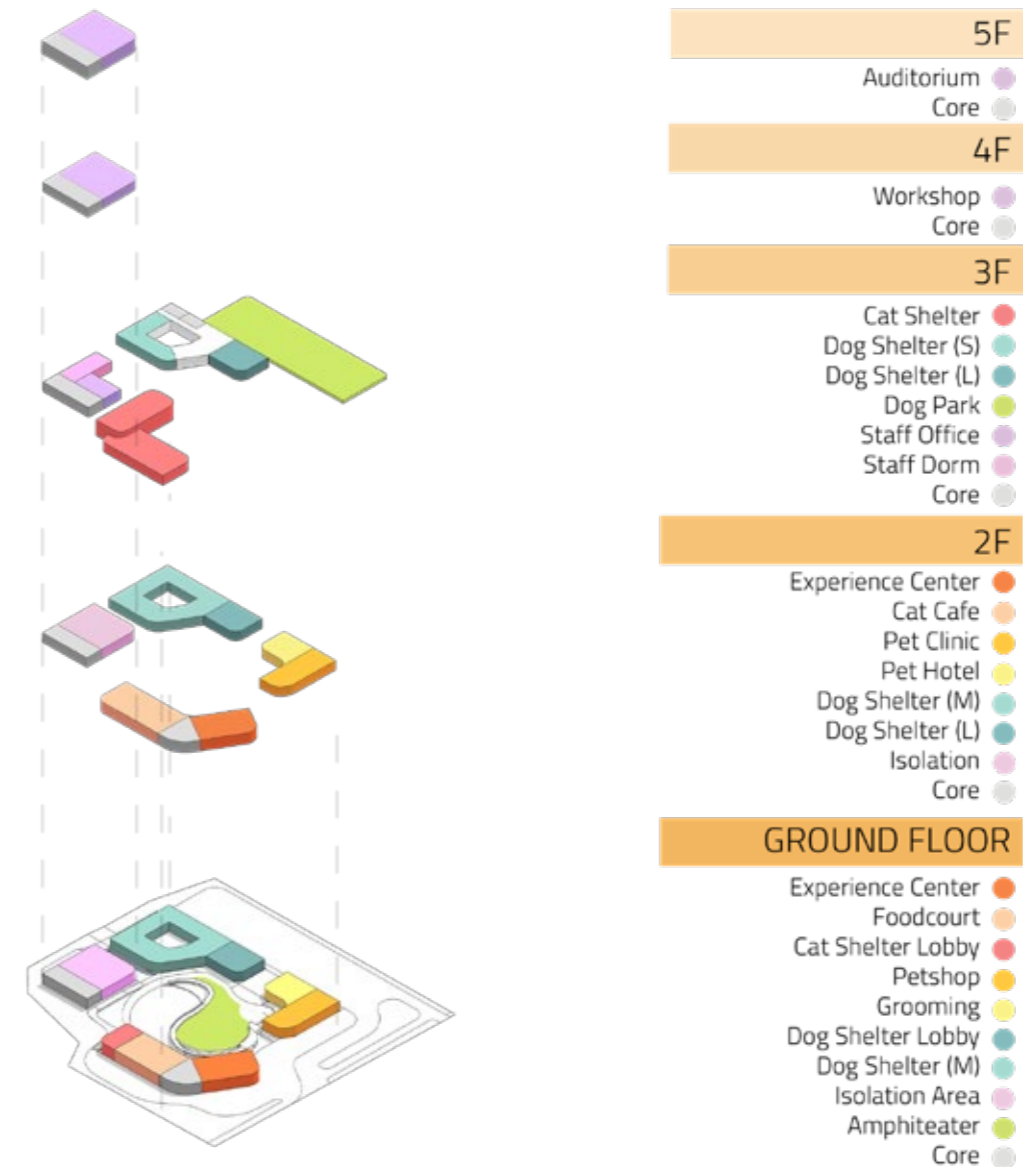 5F
Auditorium
Core
4F
Workshop
Core
3F
Cat Shelter
Dog Shelter (S)
Dog Shelter (L)
Dog Park
Staff Office
Staff Dorm
Core
2F
Experience Center
Cat Cafe
Pet Clinic
Pet Hotel
Dog Shelter (M)
Dog Shelter (L)
Isolation
Core
GROUND FLOOR
Experience Center
Foodcourt
Cat Shelter Lobby
Petshop
Grooming
Dog Shelter Lobby
Dog Shelter (M)
Isolation Area
Amphiteater
Core